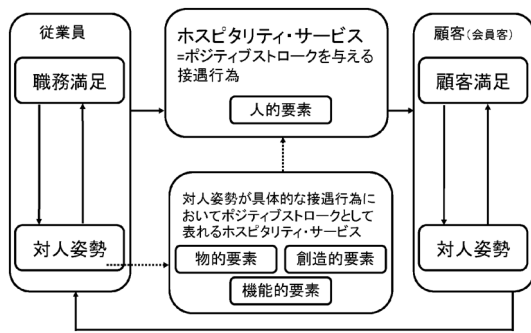 従業員
職務満足
対人姿勢
ホスピタリティ・サービス
=ポジティブストロークを与える
接遇行為
人的要素
対人姿勢が具体的な接遇行為に
おいてポジティブストロークとして
表れるホスピタリティ・サービス
物的要素
創造的要素
機能的要素
顧客(会員客)
顧客満足
対人姿勢